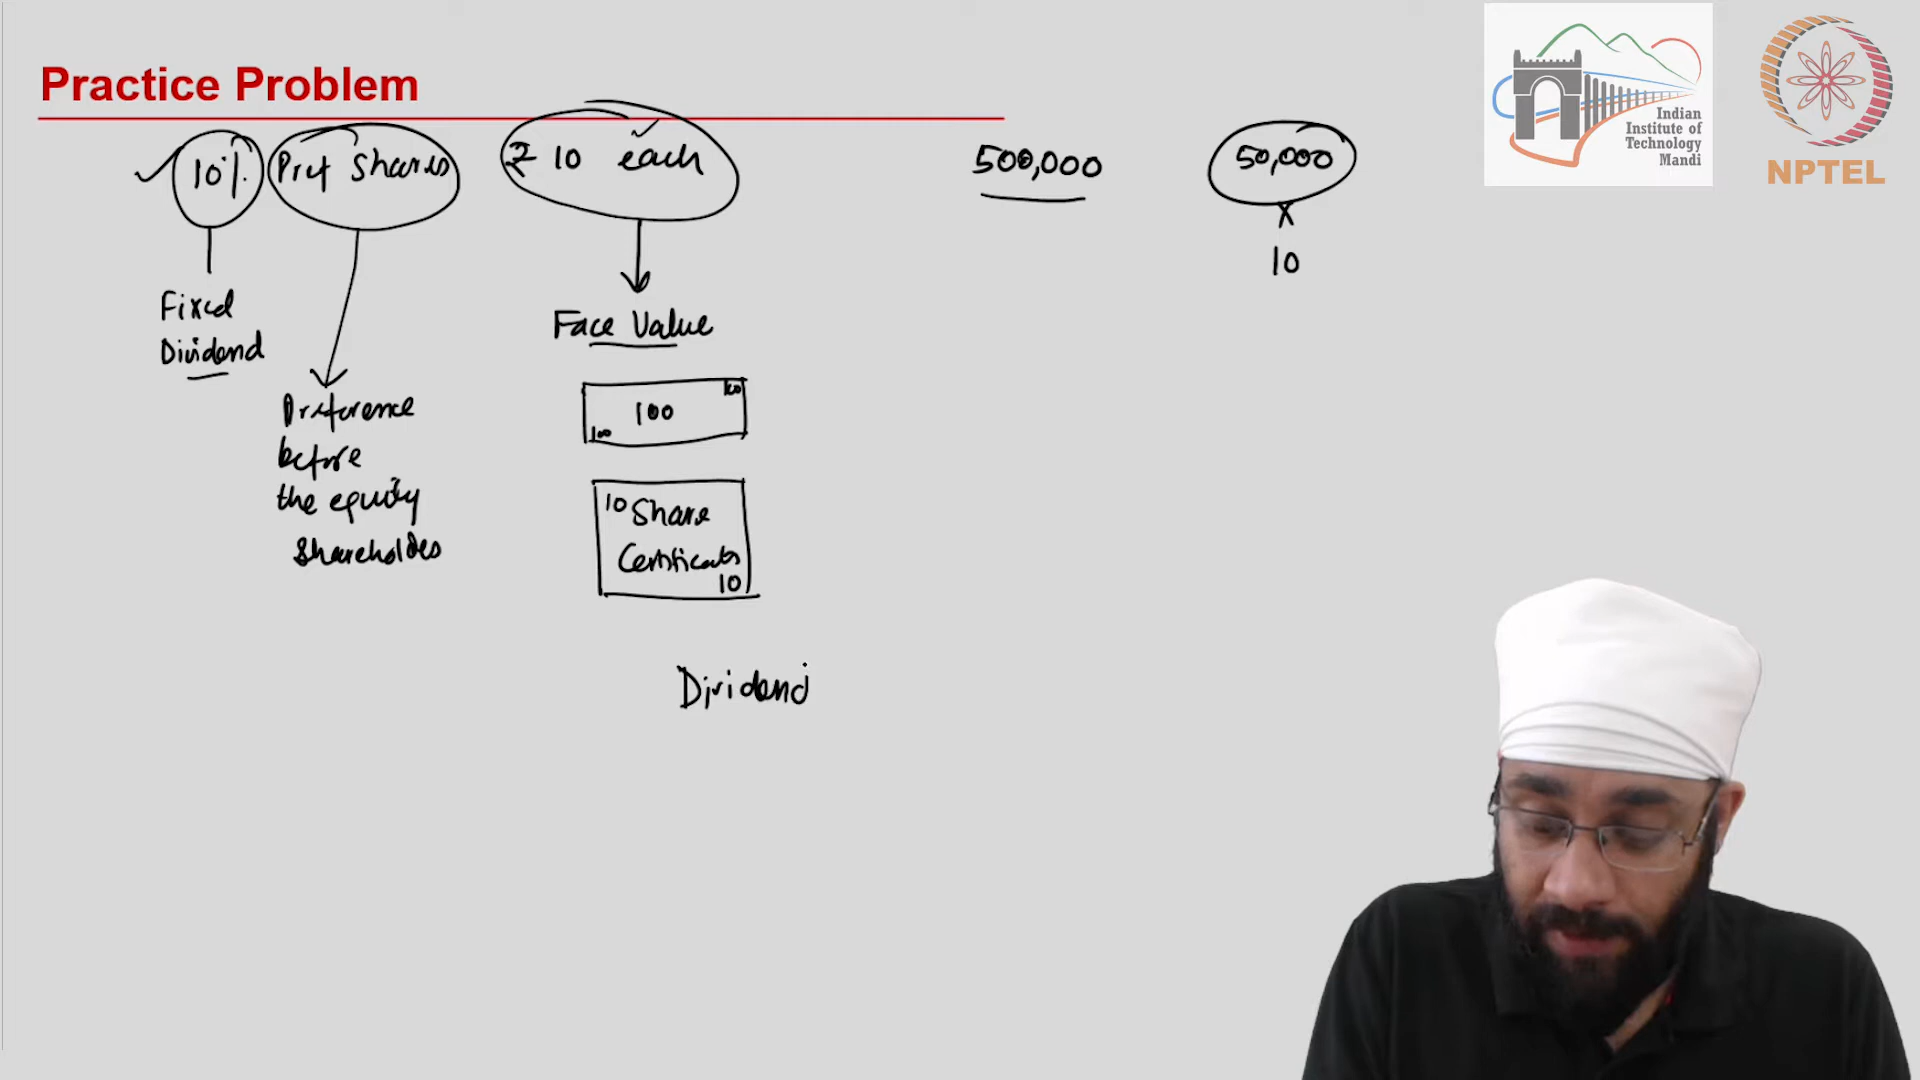 Practice Problem
10% Pref Shares ₹ 10 each 500,000 50,000
x
10
Fixed
Dividend
Preference
before
the equity
Shareholdes
Face Value
100
100
100
10 Share
Certificate
10
Dividend
Indian
Institute of
Technology
Mandi
NPTEL